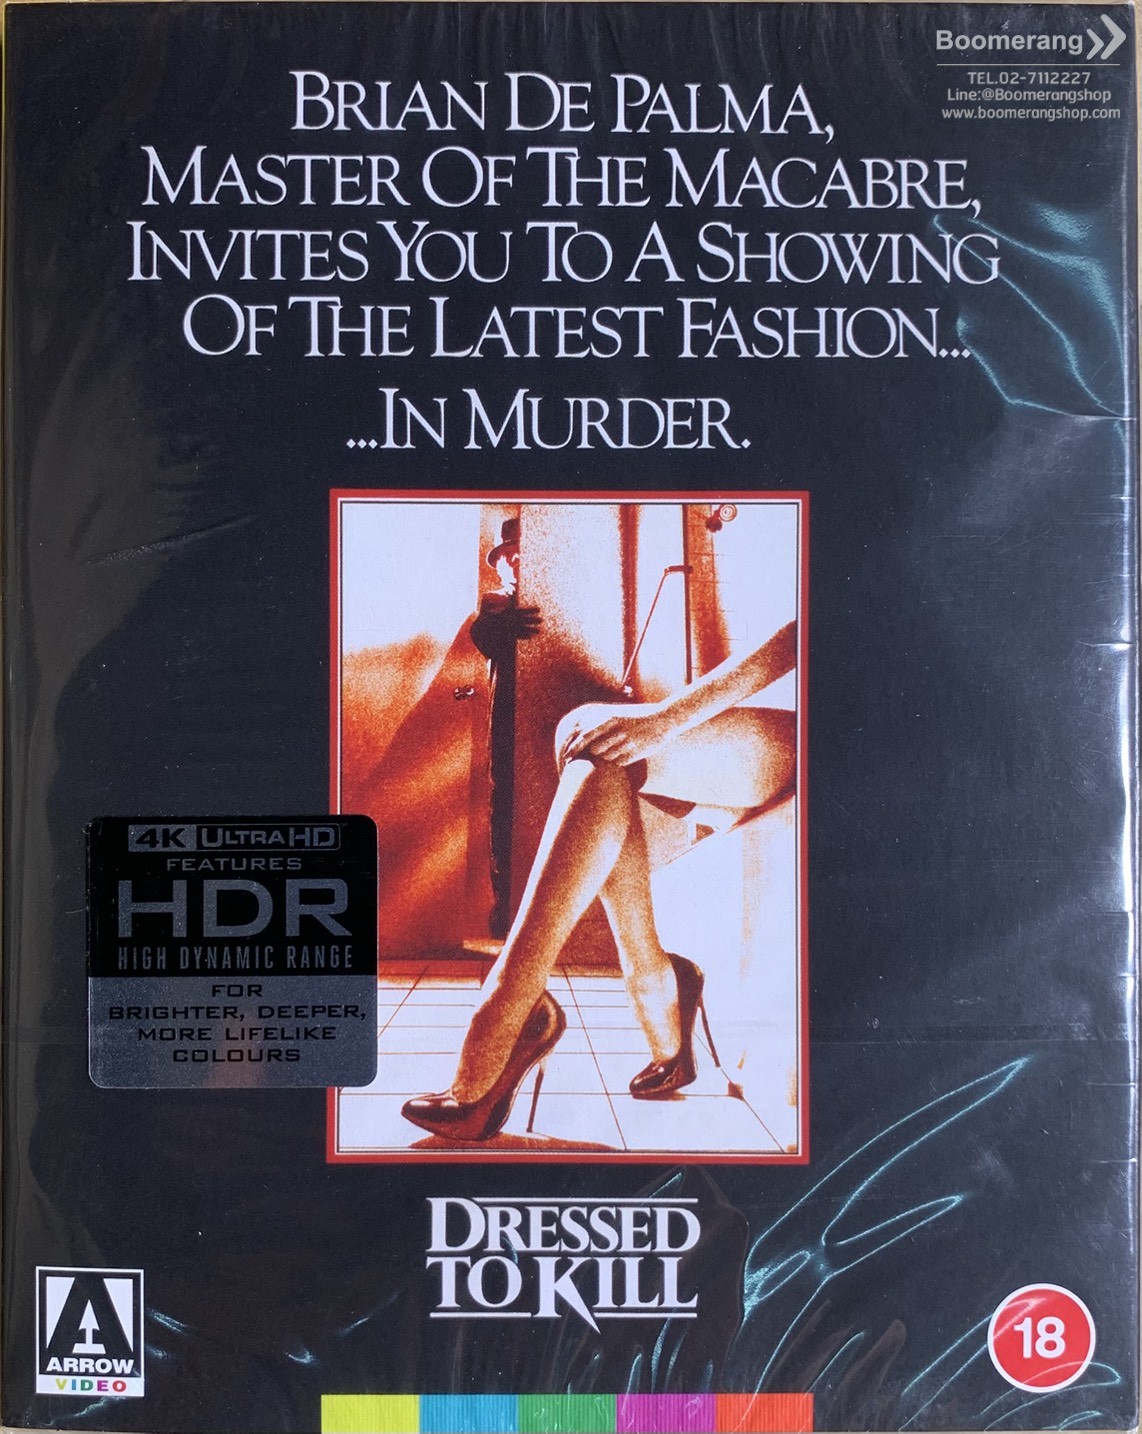 Boomerang
TEL.02-7112227
Line:@Boomerangshop
www.boomerangshop.com
BRIAN DE PALMA,
MASTER OF THE MACABRE,
INVITES YOU TO A SHOWING
OF THE LATEST FASHION...
...IN MURDER.
4K ULTRA HD
FEATURES
HDR
HIGH DYNAMIC RANGE
FOR
BRIGHTER, DEEPER,
MORE LIFELIKE
COLOURS
DRESSED
TO KILL
A
ARROW
VIDEO
18